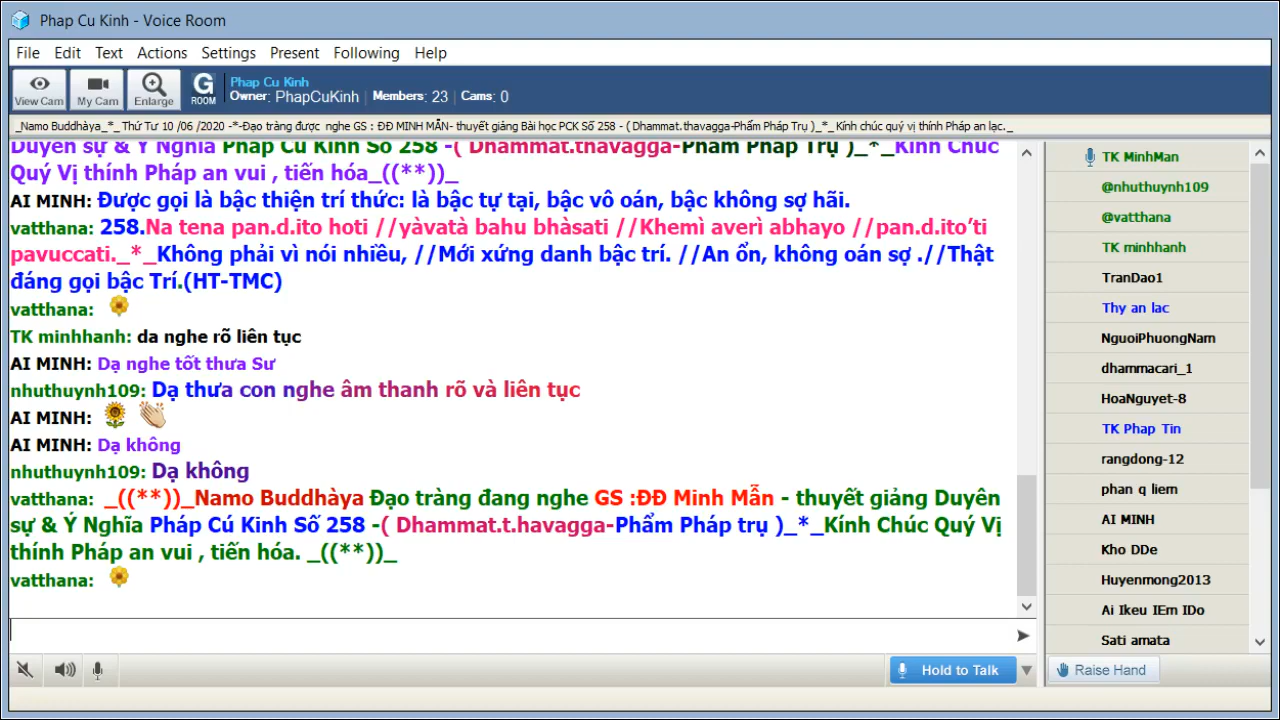 Phap Cu Kinh - Voice Room
File Edit Text Actions Settings Present Following Help
View Cam My Cam Enlarge G ROOM
Phap Cu Kinh
Owner: PhapCuKinh | Members: 23 | Cams: 0
_Namo Buddhàya_*_ Thứ Tư 10 /06 /2020 -*-Đạo tràng được nghe GS : ĐĐ MINH MẪN- thuyết giảng Bài học PCK Số 258 - ( Dhammat.thavagga-Phẩm Pháp Trụ )_*_ Kính chúc quý vị thính Pháp an lạc._
Duyên sự & Ý Nghĩa Pháp Cú Kinh Số 258 -( Dhammat.thavagga-Phẩm Pháp Trụ )_*_Kính Chúc
Quý Vị thính Pháp an vui , tiến hóa_((**))_
AI MINH: Được gọi là bậc thiện trí thức: là bậc tự tại, bậc vô oán, bậc không sợ hãi.
vatthana: 258.Na tena pan.d.ito hoti //yàvatà bahu bhàsati //Khemì averì abhayo //pan.d.ito’ti
pavuccati._*_Không phải vì nói nhiều, //Mới xứng danh bậc trí. //An ổn, không oán sợ .//Thật
đáng gọi bậc Trí.(HT-TMC)
vatthana:
TK minhhanh: da nghe rõ liên tục
AI MINH: Dạ nghe tốt thưa Sư
nhuthuynh109: Dạ thưa con nghe âm thanh rõ và liên tục
AI MINH:
AI MINH: Dạ không
nhuthuynh109: Dạ không
vatthana: _((**))_Namo Buddhàya Đạo tràng đang nghe GS :ĐĐ Minh Mẫn - thuyết giảng Duyên
sự & Ý Nghĩa Pháp Cú Kinh Số 258 -( Dhammat.t.havagga-Phẩm Pháp trụ )_*_Kính Chúc Quý Vị
thính Pháp an vui , tiến hóa. _((**))_
vatthana:
TK MinhMan
@nhuthuynh109
@vatthana
TK minhhanh
TranDao1
Thy an lac
NguoiPhuongNam
dhammacari_1
HoaNguyet-8
TK Phap Tin
rangdong-12
phan q liem
AI MINH
Kho DDe
Huyenmong2013
Ai Ikeu IEm IDo
Sati amata
Hold to Talk
Raise Hand